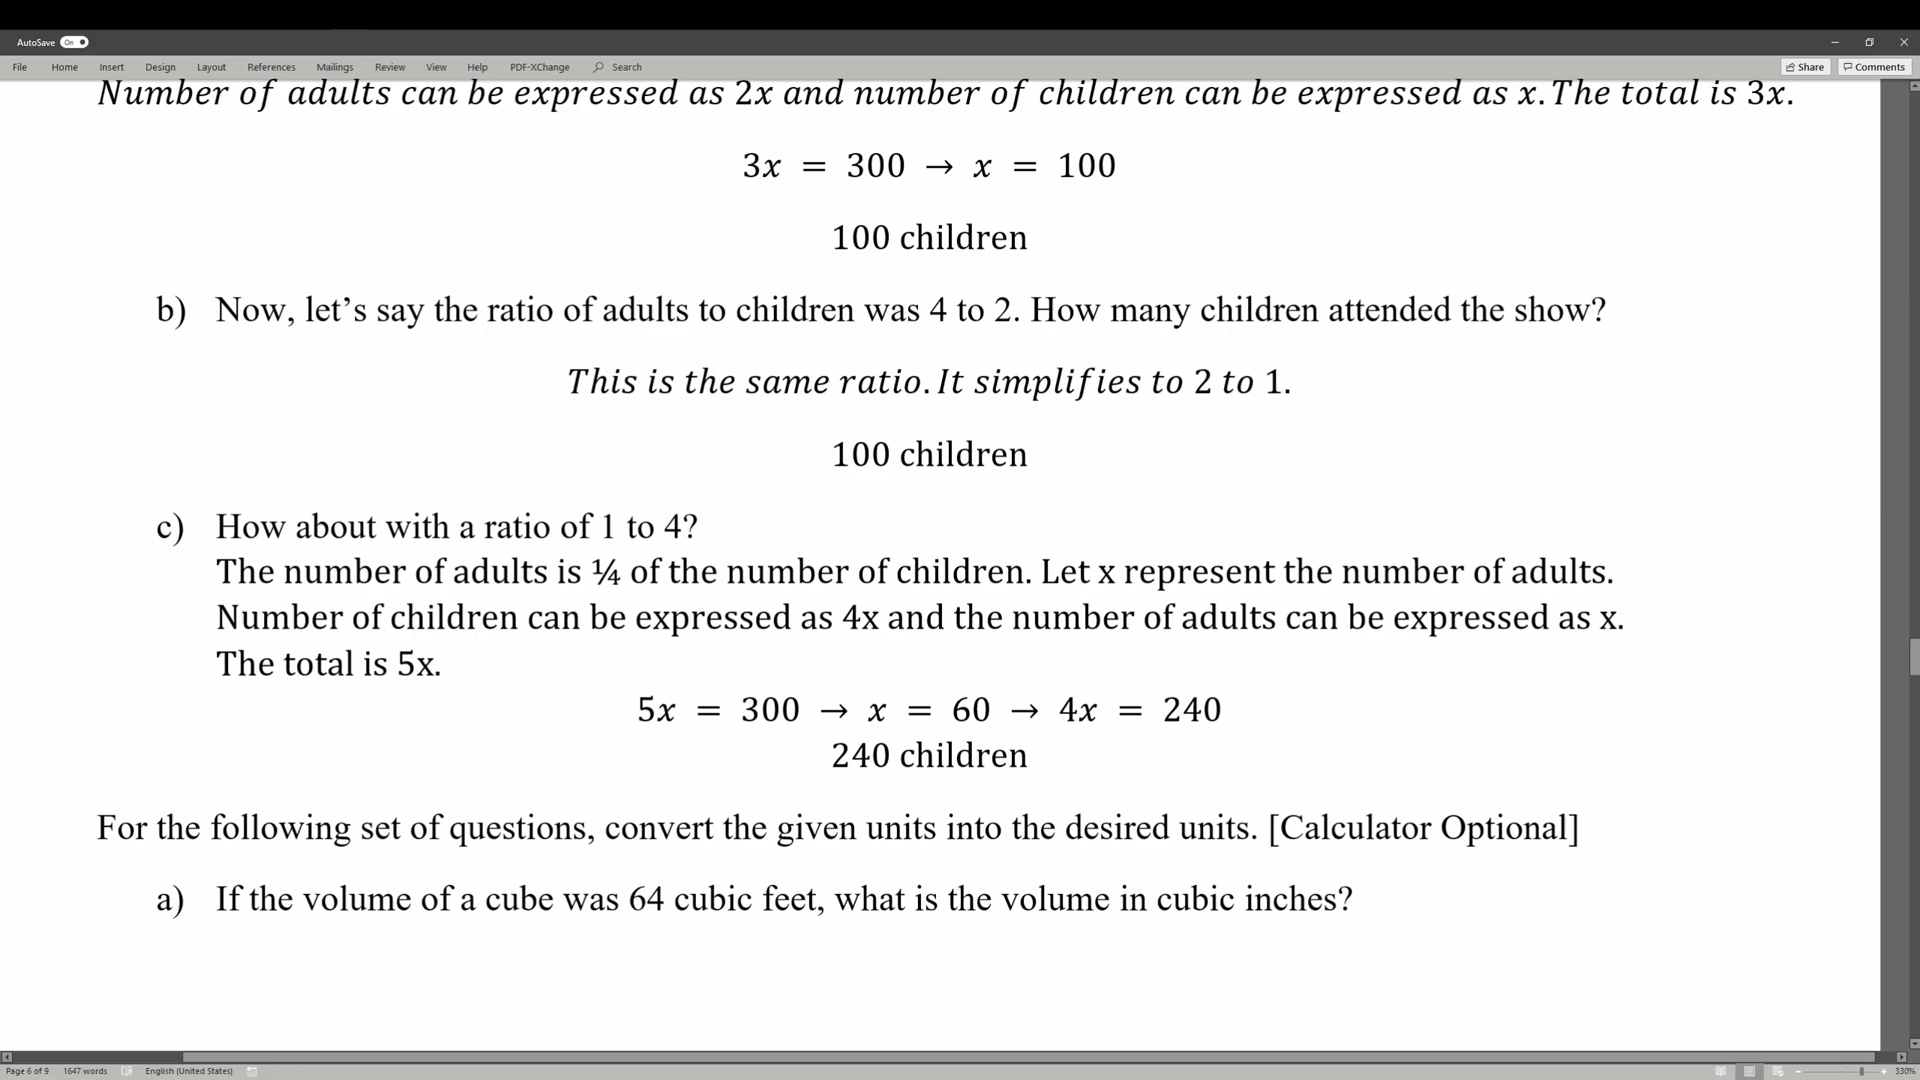 AutoSave On
File Home Insert Design Layout References Mailings Review View Help PDF-XChange Search Share Comments
Number of adults can be expressed as 2x and number of children can be expressed as x. The total is 3x.
3x = 300 → x = 100
100 children
b) Now, let’s say the ratio of adults to children was 4 to 2. How many children attended the show?
This is the same ratio. It simplifies to 2 to 1.
100 children
c) How about with a ratio of 1 to 4?
The number of adults is ¼ of the number of children. Let x represent the number of adults.
Number of children can be expressed as 4x and the number of adults can be expressed as x.
The total is 5x.
5x = 300 → x = 60 → 4x = 240
240 children
For the following set of questions, convert the given units into the desired units. [Calculator Optional]
a) If the volume of a cube was 64 cubic feet, what is the volume in cubic inches?
Page 6 of 9 1647 words English (United States) 330%